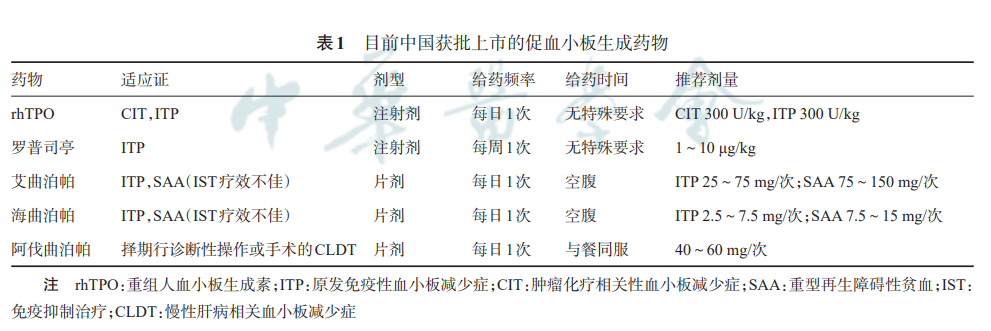 表1 目前中国获批上市的促血小板生成药物
药物 适应证 剂型 给药频率 给药时间 推荐剂量
rhTPO CIT,ITP 注射剂 每日1次 无特殊要求 CIT 300 U/kg,ITP 300 U/kg
罗普司亭 ITP 注射剂 每周1次 无特殊要求 1~10 μg/kg
艾曲泊帕 ITP,SAA(IST疗效不佳) 片剂 每日1次 空腹 ITP 25~75 mg/次;SAA 75~150 mg/次
海曲泊帕 ITP,SAA(IST疗效不佳) 片剂 每日1次 空腹 ITP 2.5~7.5 mg/次;SAA 7.5~15 mg/次
阿伐曲泊帕 择期行诊断性操作或手术的CLDT 片剂 每日1次 与餐同服 40~60 mg/次
注 rhTPO:重组人血小板生成素;ITP:原发免疫性血小板减少症;CIT:肿瘤化疗相关性血小板减少症;SAA:重型再生障碍性贫血;IST:
免疫抑制治疗;CLDT:慢性肝病相关血小板减少症
中华医学会